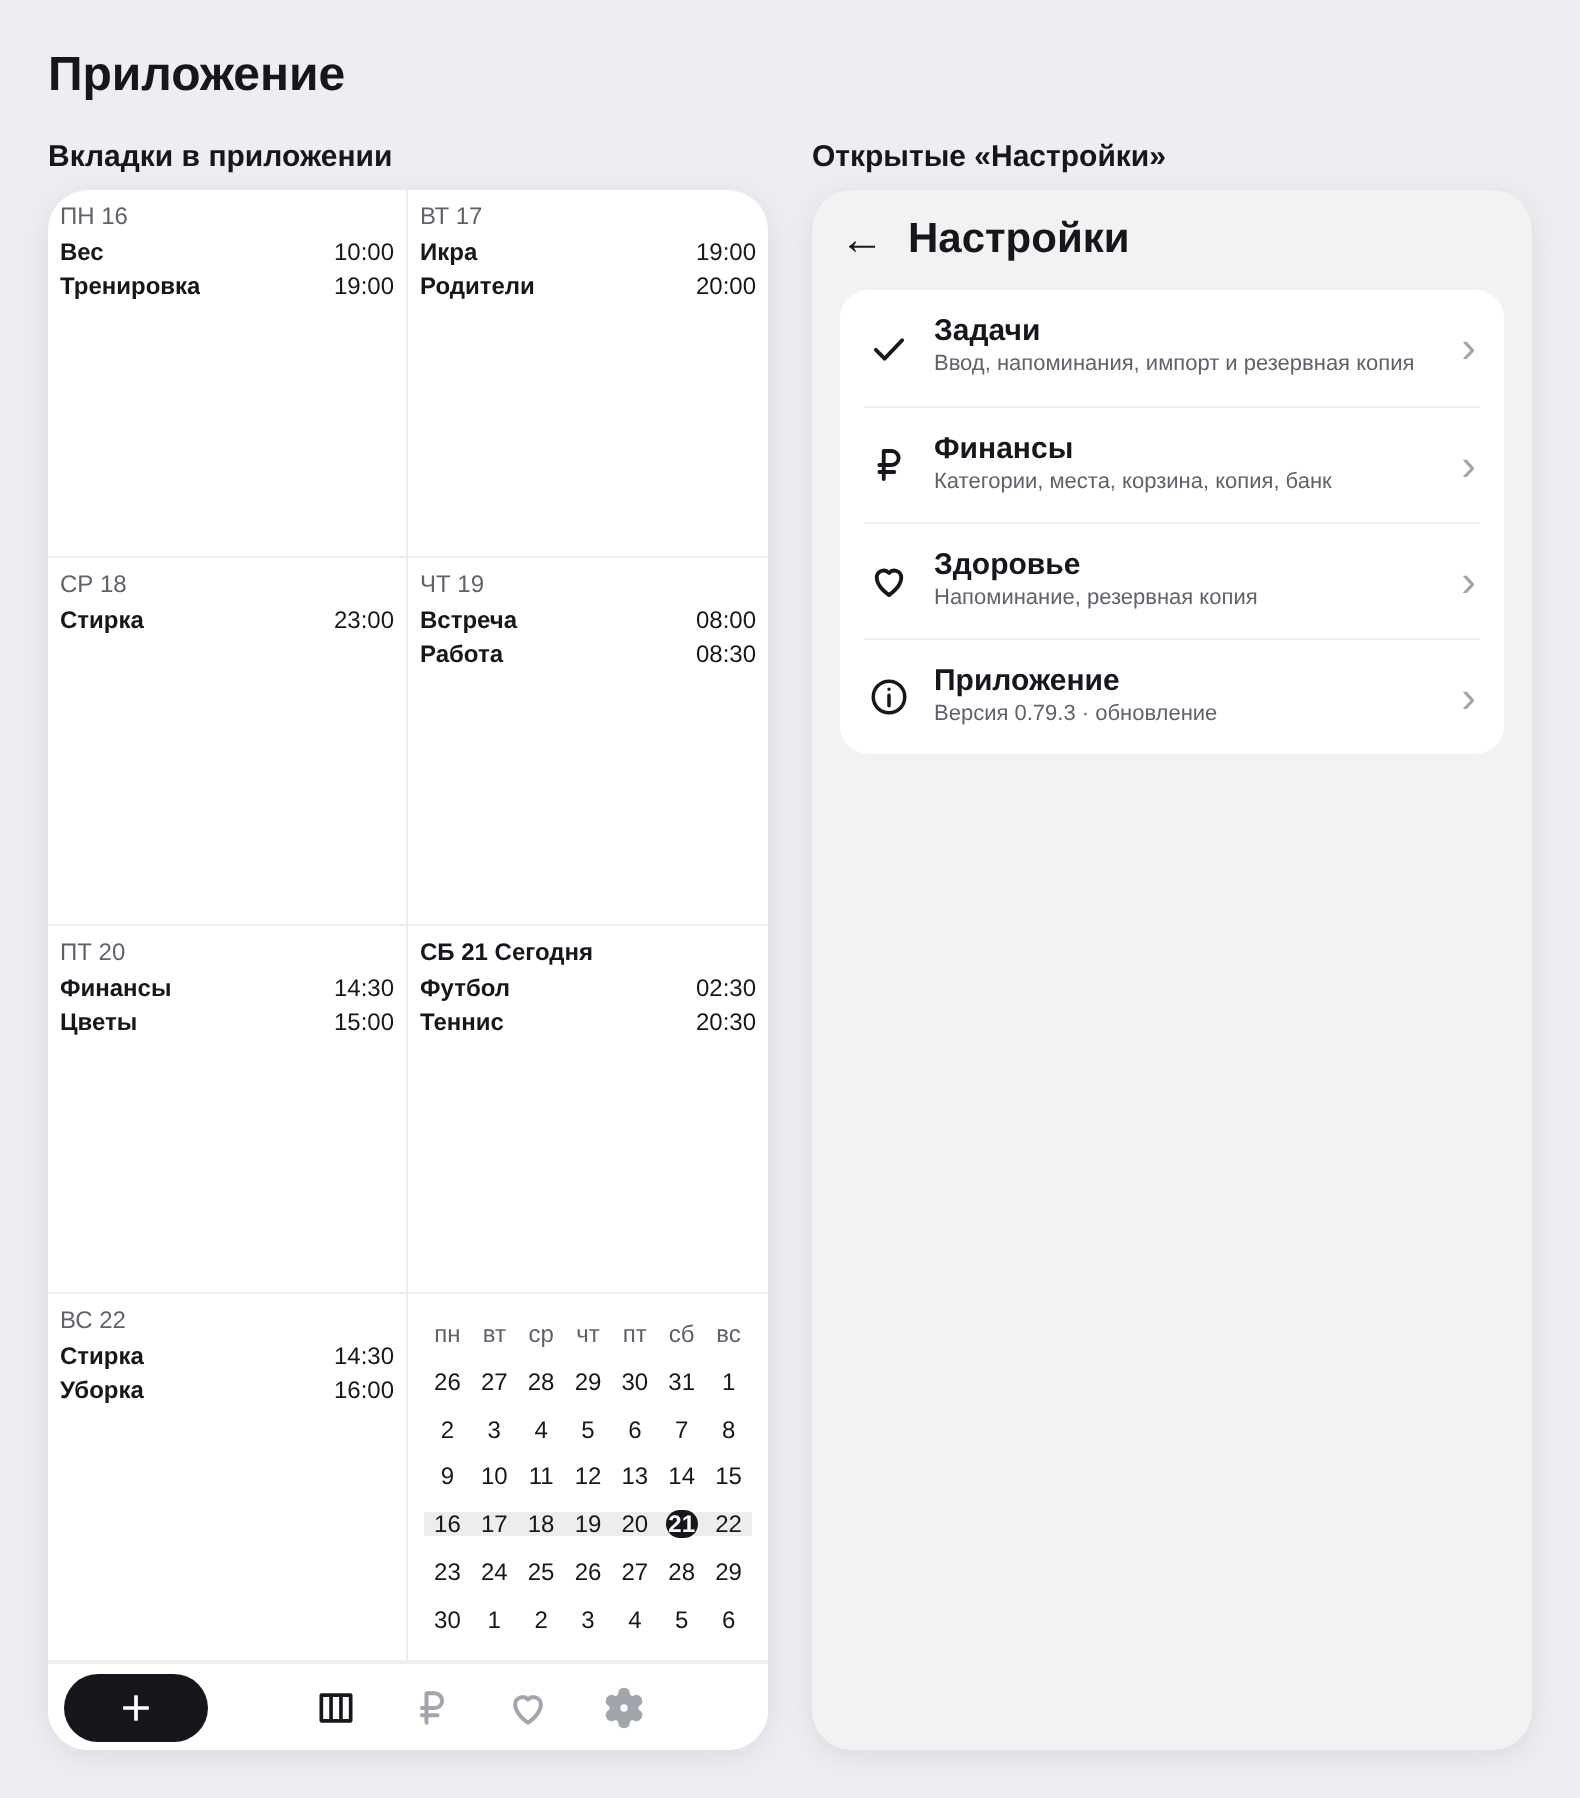 Приложение
Вкладки в приложении
ПН 16
Вес 10:00
Тренировка 19:00
ВТ 17
Икра 19:00
Родители 20:00
СР 18
Стирка 23:00
ЧТ 19
Встреча 08:00
Работа 08:30
ПТ 20
Финансы 14:30
Цветы 15:00
СБ 21 Сегодня
Футбол 02:30
Теннис 20:30
ВС 22
Стирка 14:30
Уборка 16:00
пн вт ср чт пт сб вс
26 27 28 29 30 31 1
2 3 4 5 6 7 8
9 10 11 12 13 14 15
16 17 18 19 20 21 22
23 24 25 26 27 28 29
30 1 2 3 4 5 6
Открытые «Настройки»
← Настройки
Задачи
Ввод, напоминания, импорт и резервная копия
Финансы
Категории, места, корзина, копия, банк
Здоровье
Напоминание, резервная копия
Приложение
Версия 0.79.3 · обновление